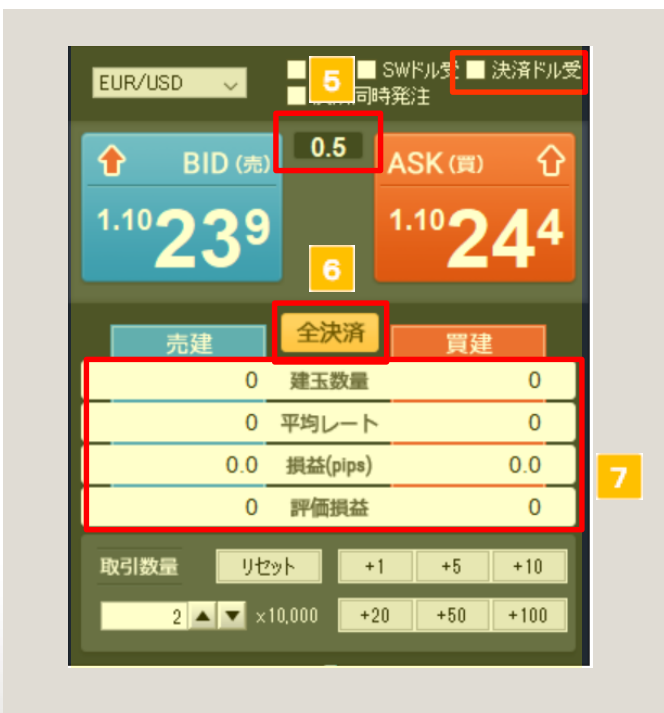 EUR/USD
5
SWドル受
決済ドル受
同時発注
0.5
BID (売)
ASK (買)
1.10239
1.10244
6
全決済
売建
買建
0 建玉数量 0
0 平均レート 0
0.0 損益(pips) 0.0
7
0 評価損益 0
取引数量 リセット +1 +5 +10
2 ▲ ▼ ×10,000 +20 +50 +100